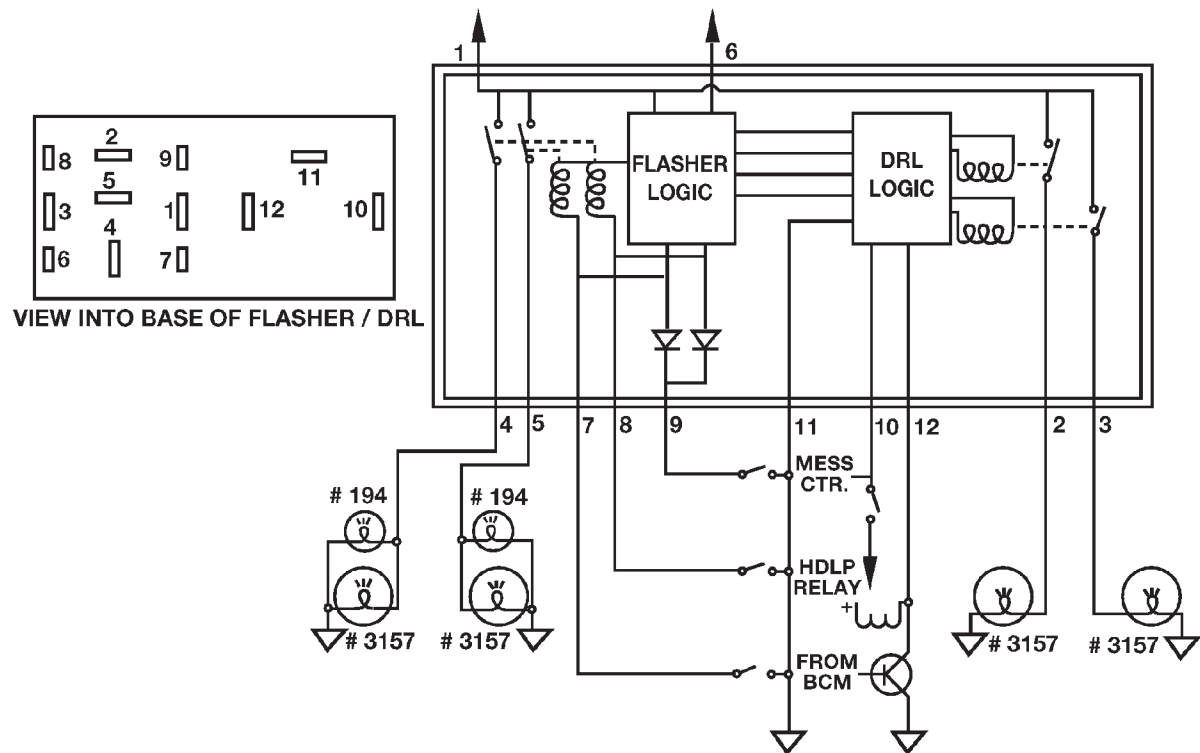 1
6
2
8
9
11
5
3
1
12
10
4
6
7
VIEW INTO BASE OF FLASHER / DRL
FLASHER
LOGIC
DRL
LOGIC
4
5
7
8
9
11
10
12
2
3
MESS
CTR.
# 194
# 194
HDLP
RELAY
+
# 3157
# 3157
# 3157
# 3157
FROM
BCM